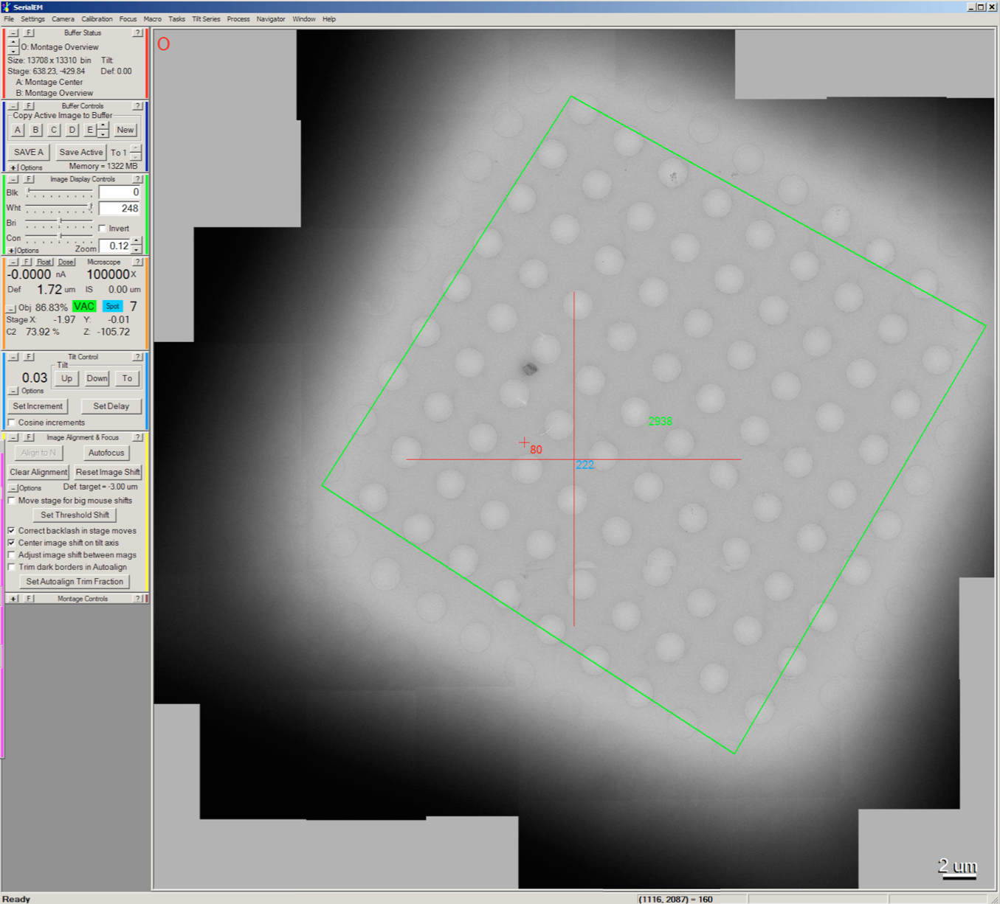 SerialEM
File Settings Camera Calibration Focus Macro Tasks Tilt Series Process Navigator Window Help
− F Buffer Status ?
O: Montage Overview
Size: 13708 x 13310 bin Tilt:
Stage: 638.23, -429.84 Def: 0.00
A: Montage Center
B: Montage Overview
− F Buffer Controls ?
Copy Active Image to Buffer
A B C D E New
SAVE A Save Active To 1
+ Options Memory = 1322 MB
− F Image Display Controls ?
Blk 0
Wht 248
Bri
Invert
Con
+ Options Zoom 0.12
− F Float Dose Microscope ?
-0.0000 nA 100000 X
Def 1.72 um IS 0.00 um
− Obj 86.83% VAC Spot 7
Stage X: -1.97 Y: -0.01
C2 73.92 % Z: -105.72
− F Tilt Control ?
Tilt
0.03 Up Down To
− Options
Set Increment Set Delay
Cosine increments
− F Image Alignment & Focus ?
Align to N Autofocus
Clear Alignment Reset Image Shift
− Options Def. target = -3.00 um
Move stage for big mouse shifts
Set Threshold Shift
Correct backlash in stage moves
Center image shift on tilt axis
Adjust image shift between mags
Trim dark borders in Autoalign
Set Autoalign Trim Fraction
+ F Montage Controls ?
O
2938
80
222
2 um
Ready (1116, 2087) = 160